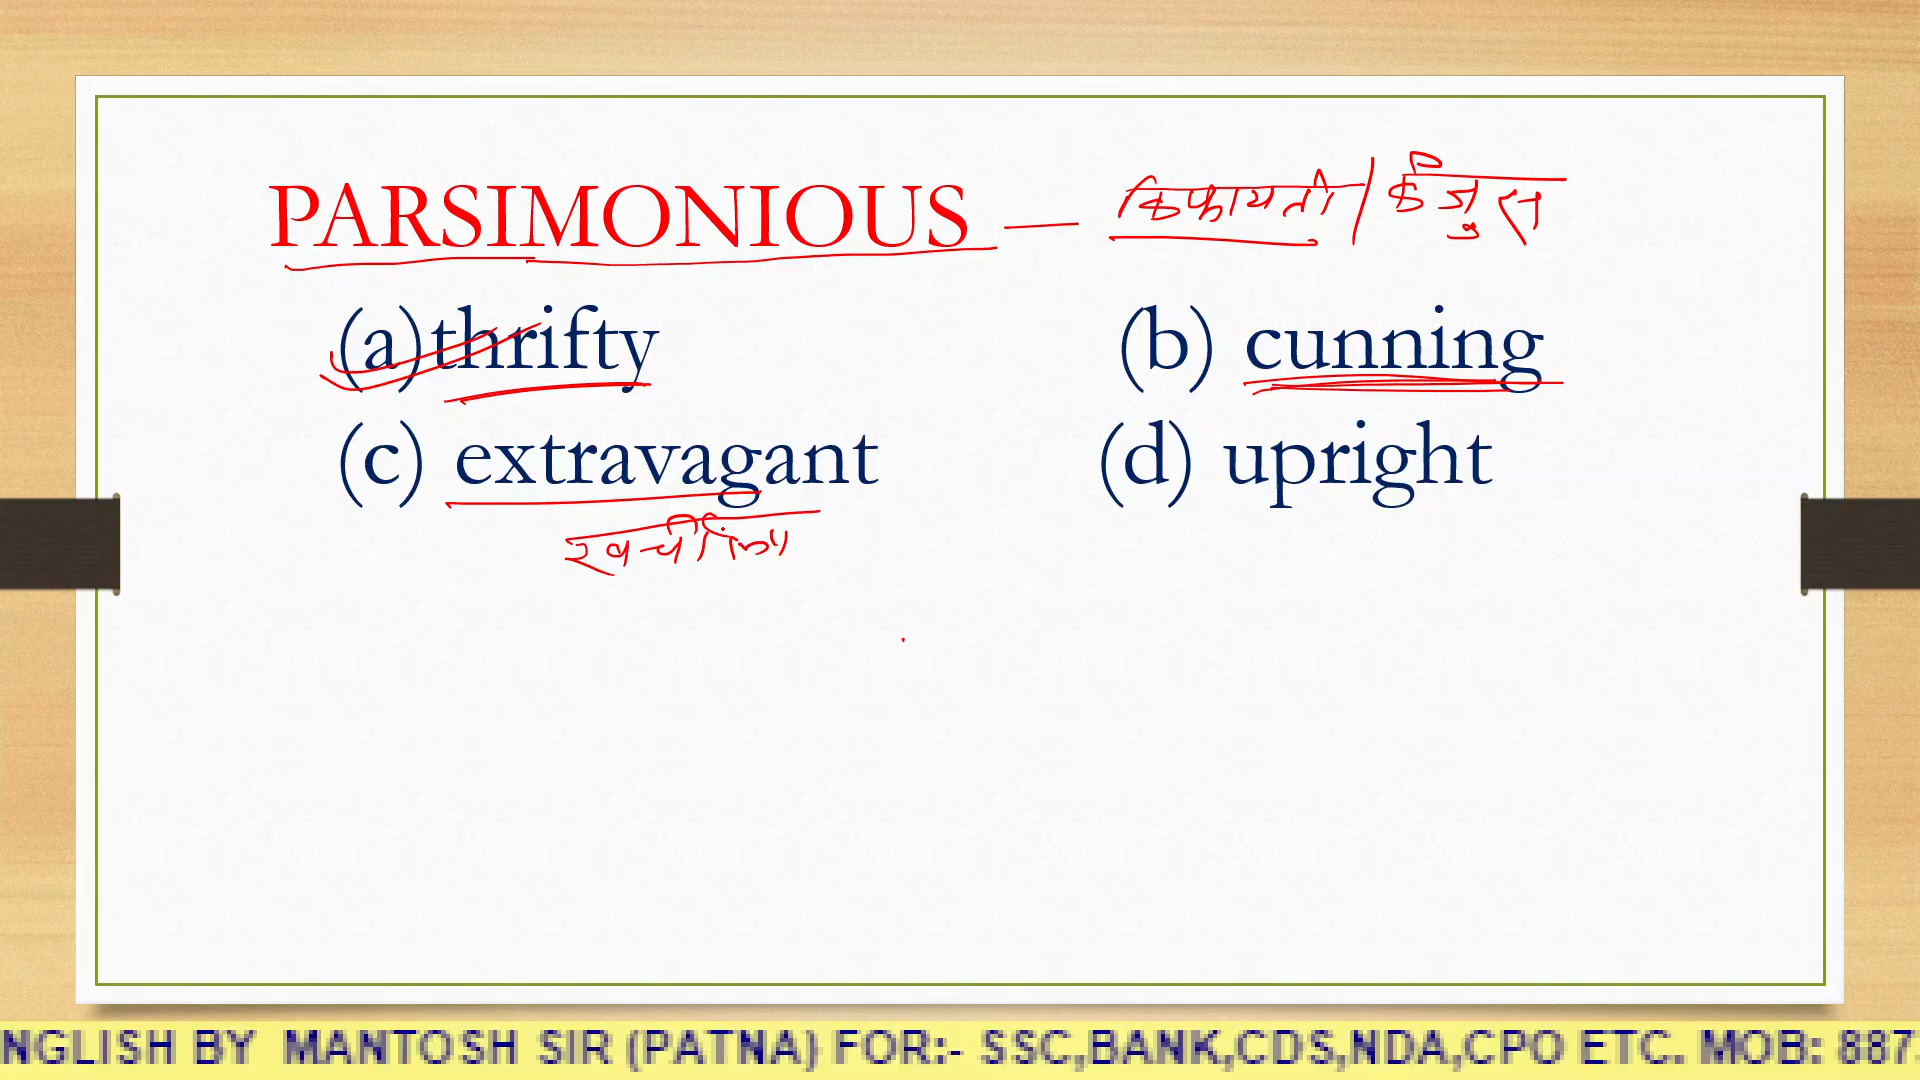 PARSIMONIOUS — किफायती / कंजुस
(a) thrifty (b) cunning
(c) extravagant (d) upright
NGLISH BY MANTOSH SIR (PATNA) FOR:- SSC,BANK,CDS,NDA,CPO ETC. MOB: 887